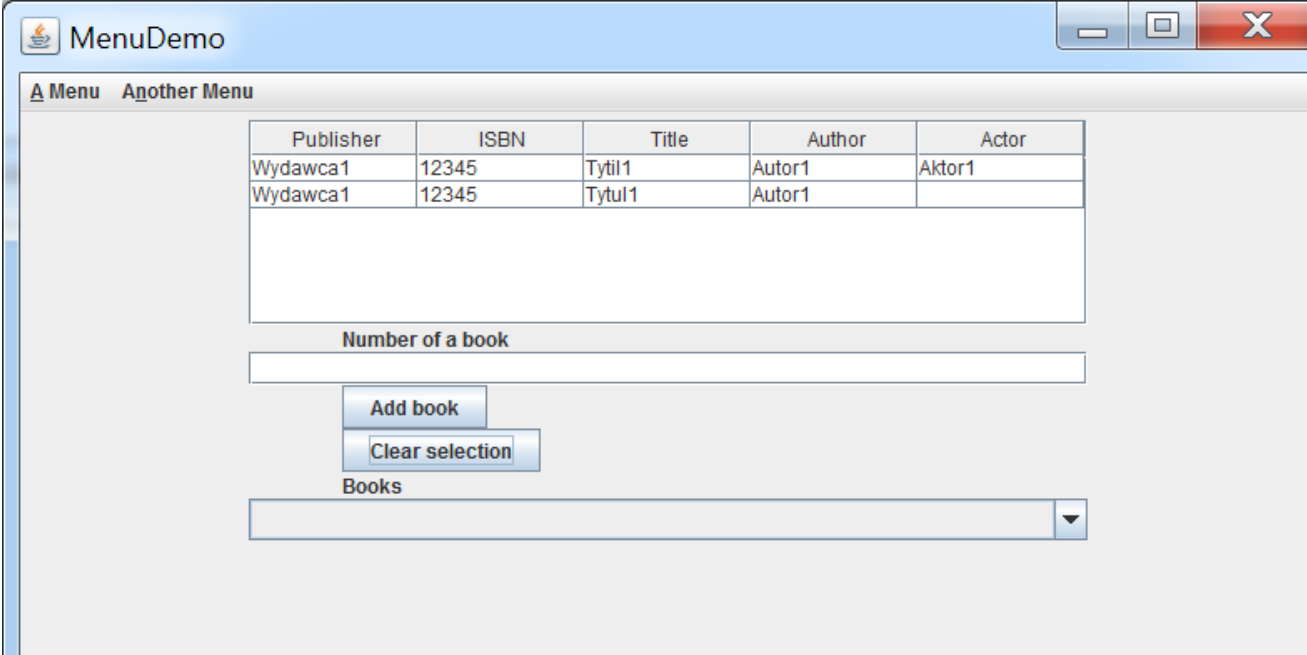 MenuDemo
A Menu Another Menu
Publisher ISBN Title Author Actor
Wydawca1 12345 Tytil1 Autor1 Aktor1
Wydawca1 12345 Tytul1 Autor1
Number of a book
Add book
Clear selection
Books